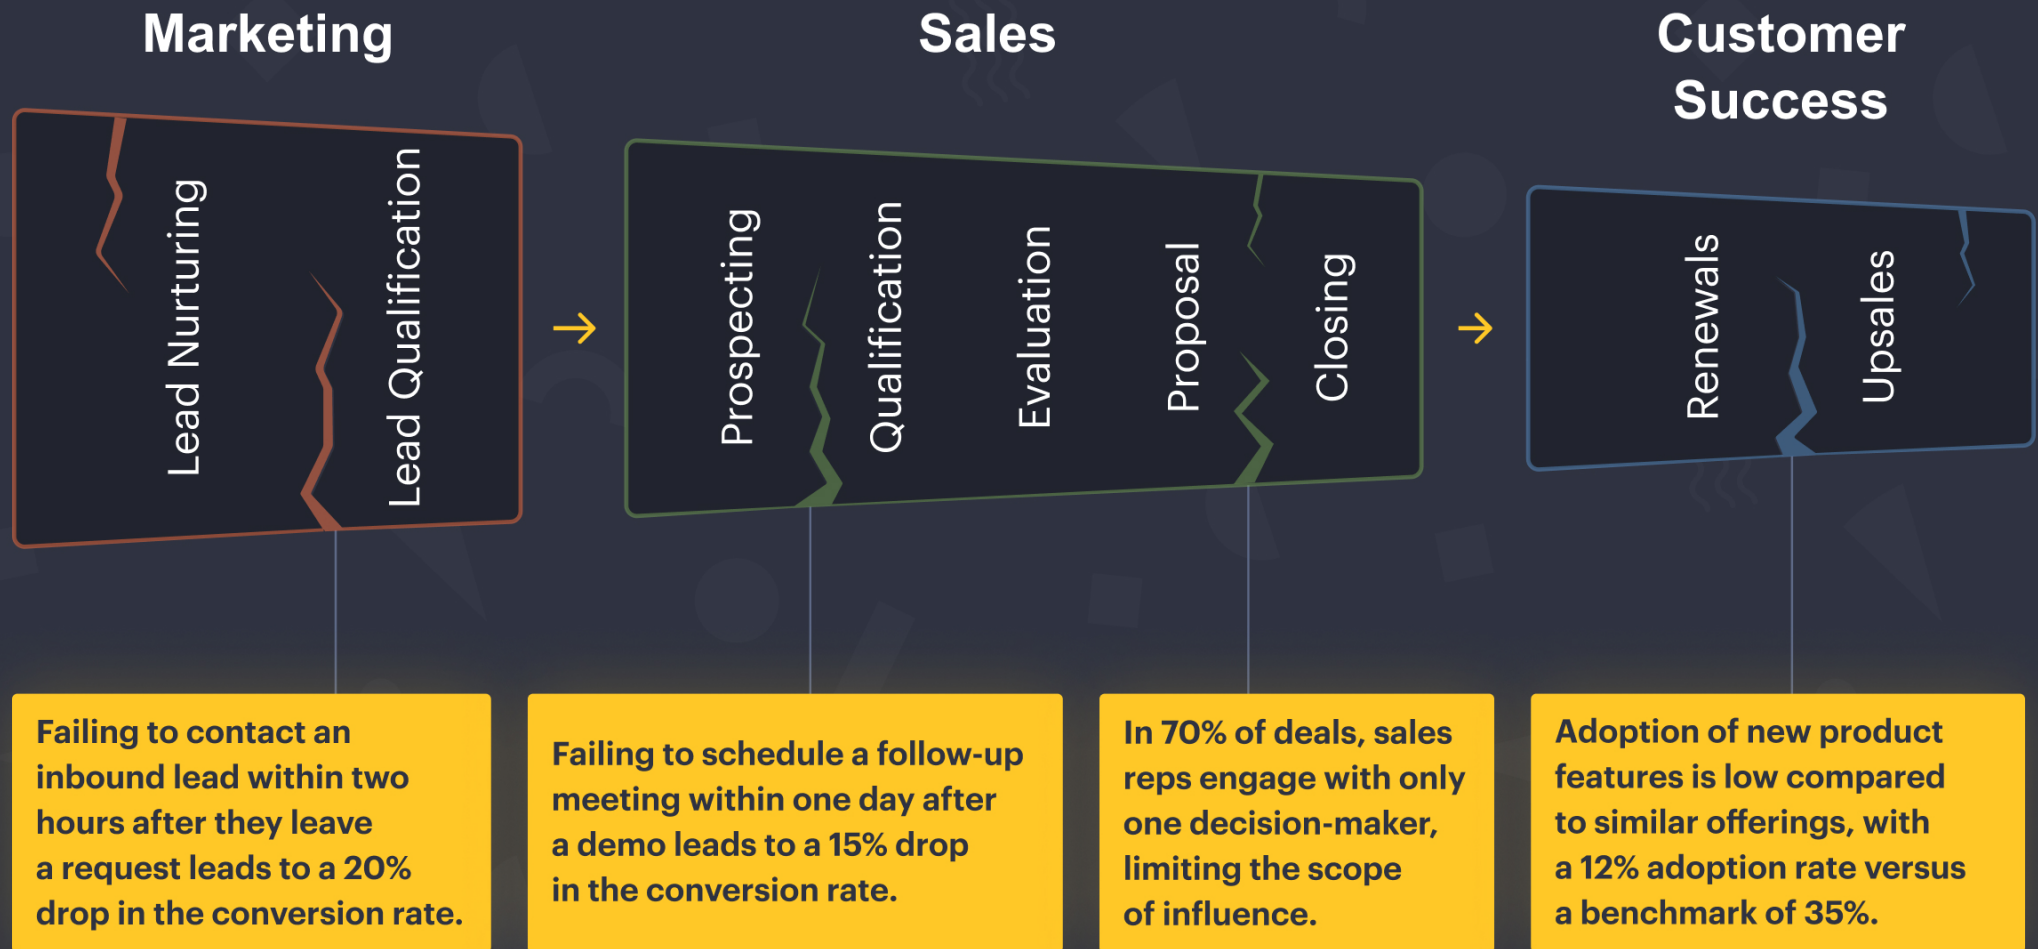 Marketing
Sales
Customer
Success
Lead Nurturing
Lead Qualification
Prospecting
Qualification
Evaluation
Proposal
Closing
Renewals
Upsales
Failing to contact an
inbound lead within two
hours after they leave
a request leads to a 20%
drop in the conversion rate.
Failing to schedule a follow-up
meeting within one day after
a demo leads to a 15% drop
in the conversion rate.
In 70% of deals, sales
reps engage with only
one decision-maker,
limiting the scope
of influence.
Adoption of new product
features is low compared
to similar offerings, with
a 12% adoption rate versus
a benchmark of 35%.